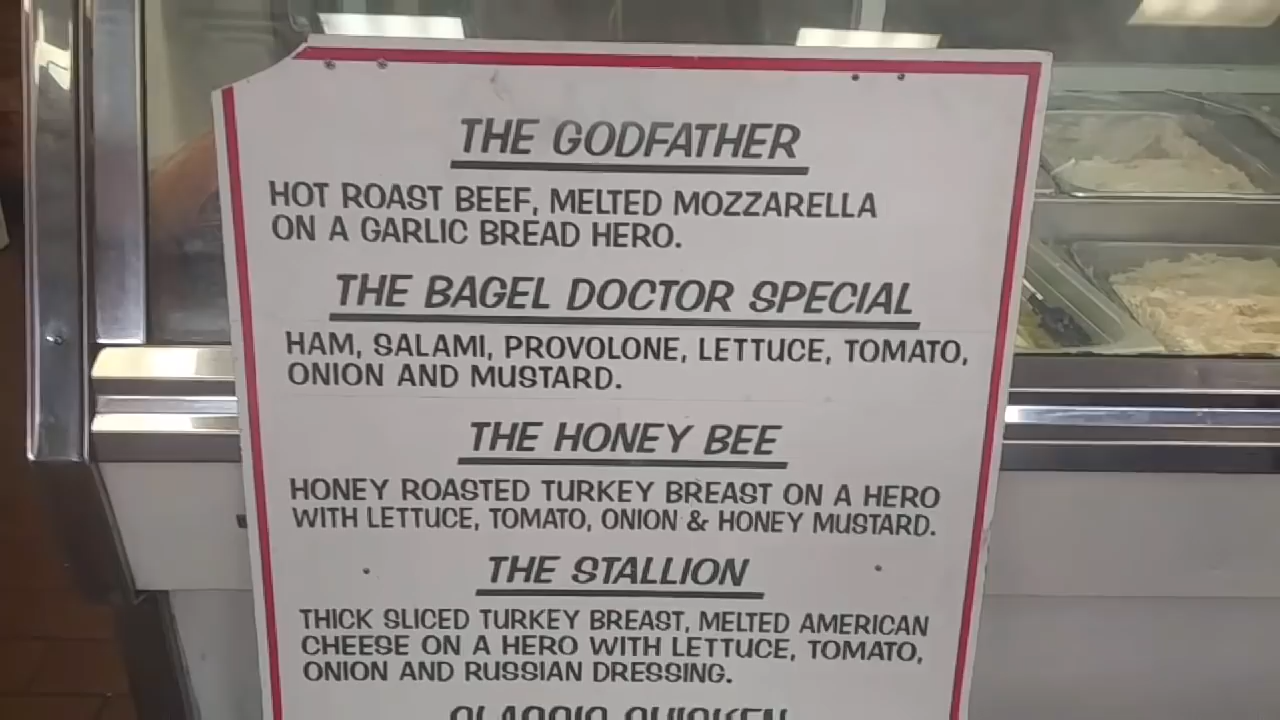 THE GODFATHER
HOT ROAST BEEF, MELTED MOZZARELLA
ON A GARLIC BREAD HERO.
THE BAGEL DOCTOR SPECIAL
HAM, SALAMI, PROVOLONE, LETTUCE, TOMATO,
ONION AND MUSTARD.
THE HONEY BEE
HONEY ROASTED TURKEY BREAST ON A HERO
WITH LETTUCE, TOMATO, ONION & HONEY MUSTARD.
THE STALLION
THICK SLICED TURKEY BREAST, MELTED AMERICAN
CHEESE ON A HERO WITH LETTUCE, TOMATO,
ONION AND RUSSIAN DRESSING.